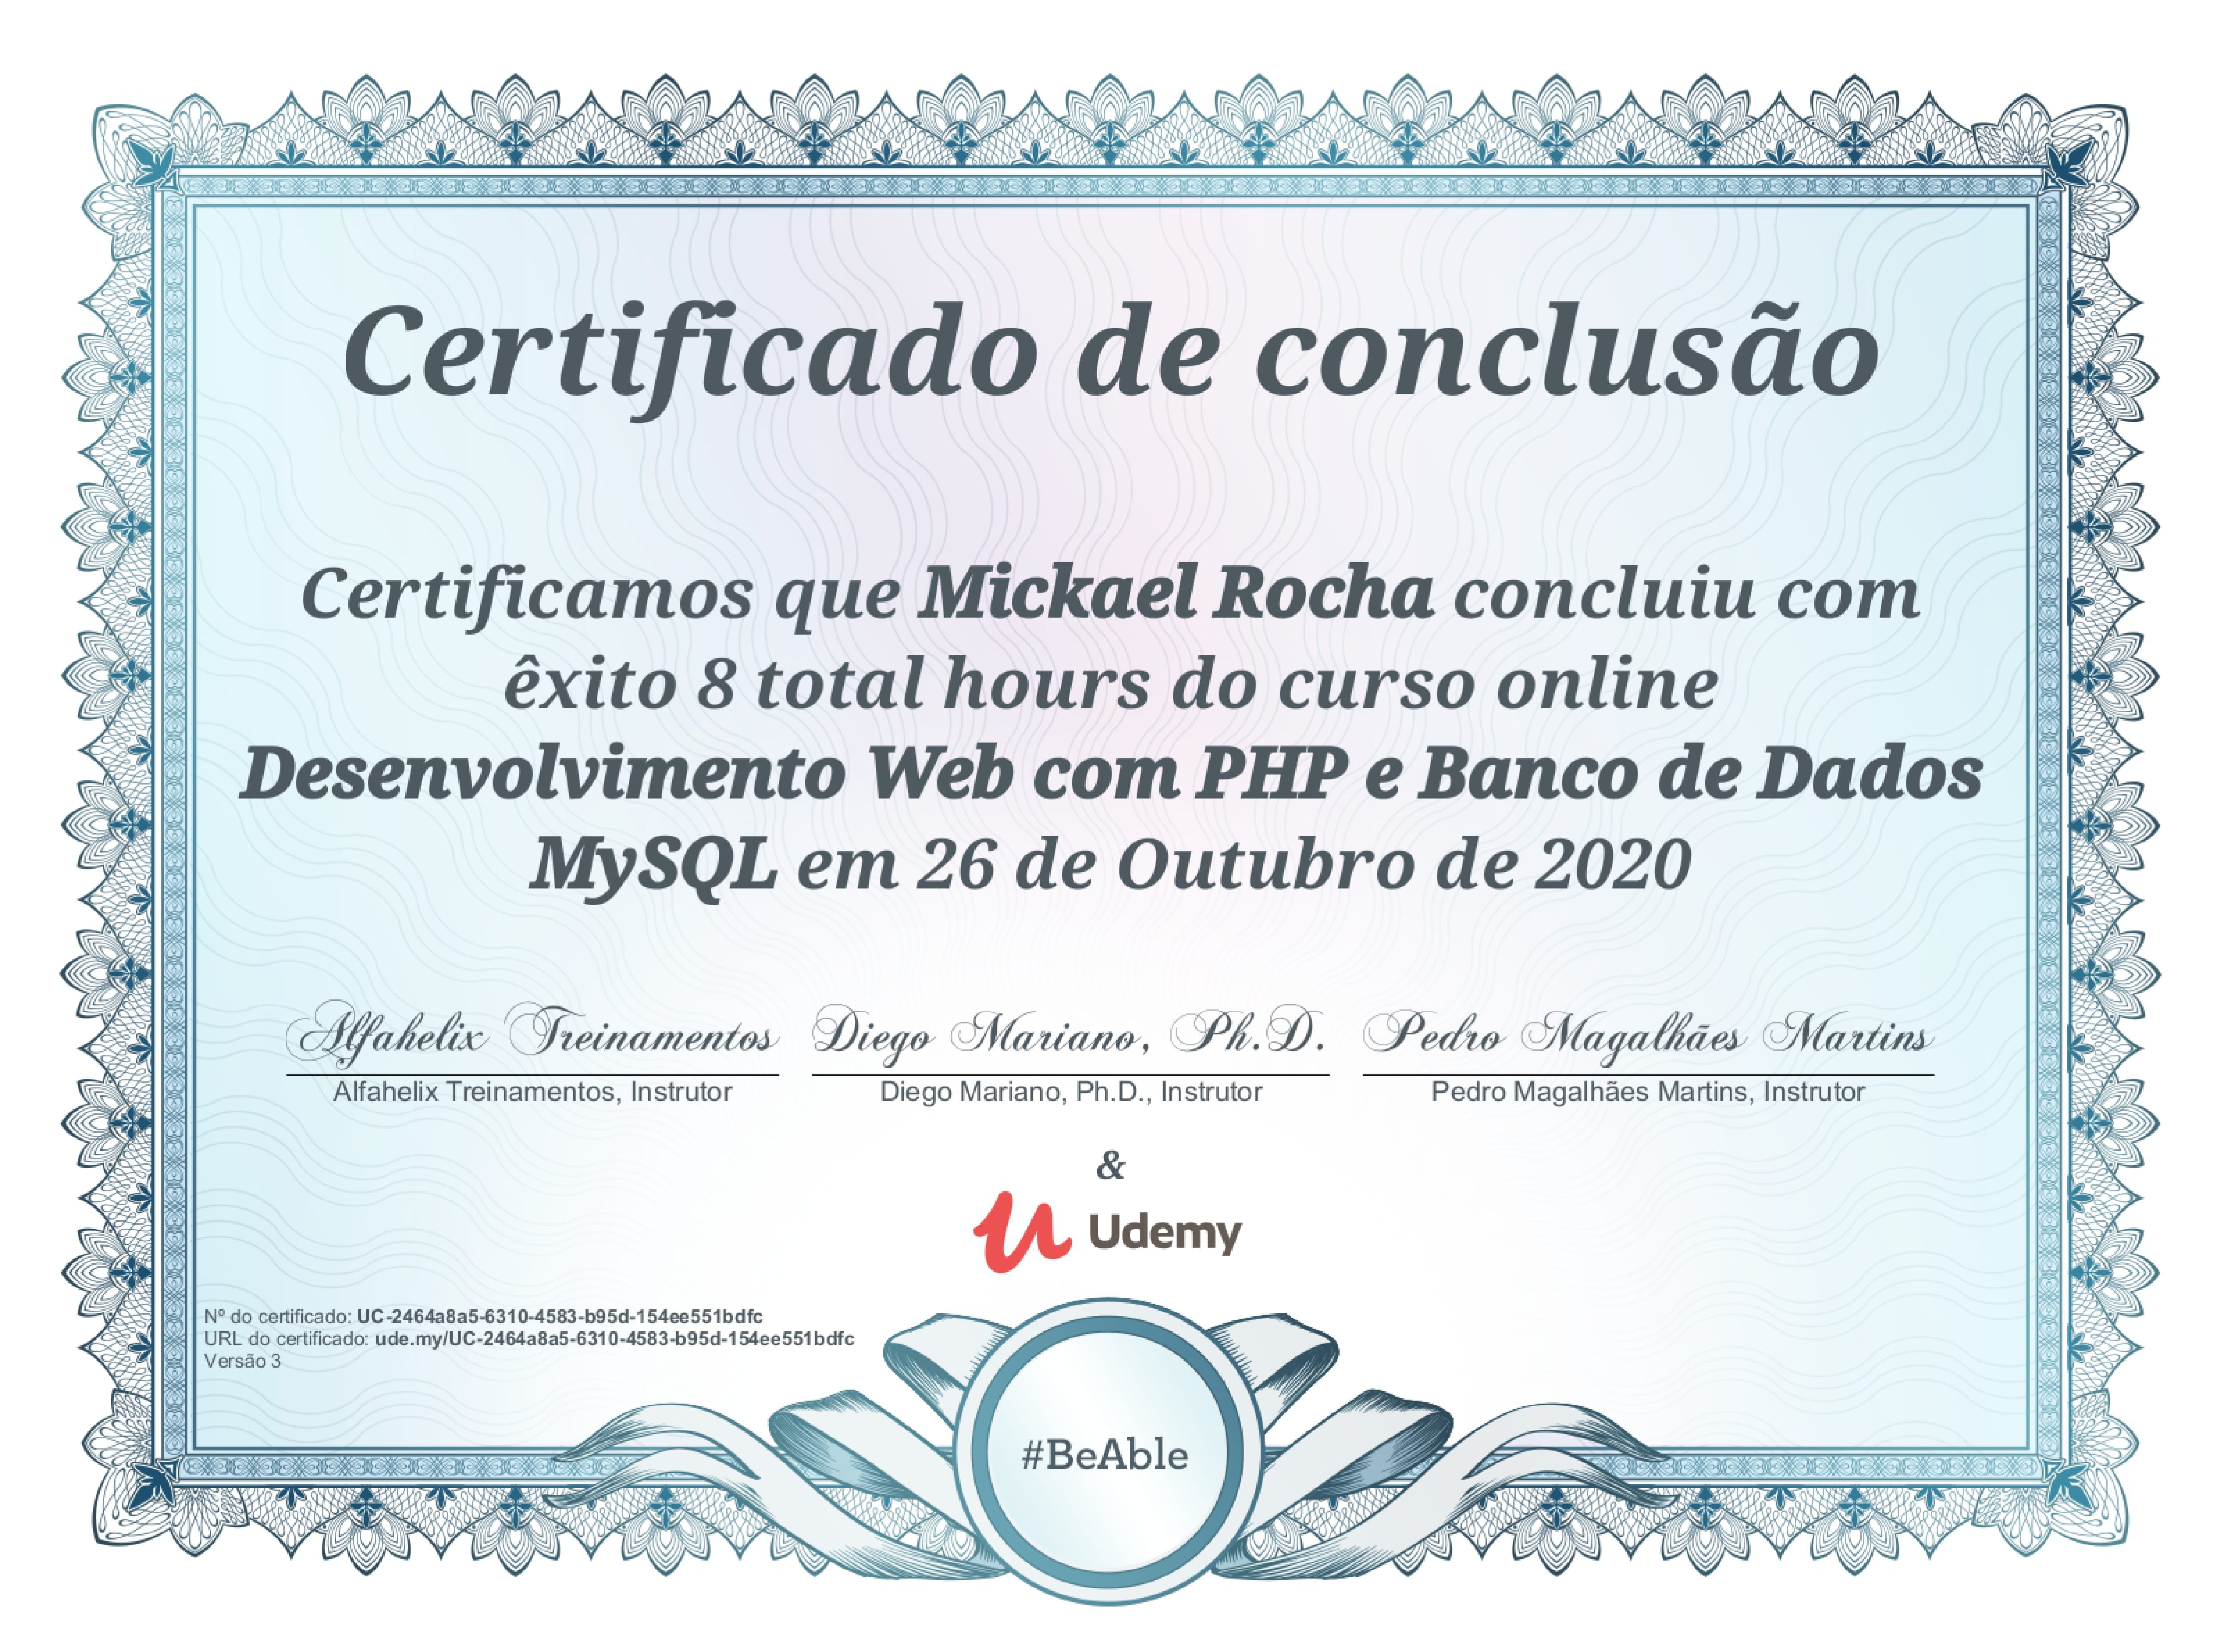 Certificado de conclusão
Certificamos que Mickael Rocha concluiu com
êxito 8 total hours do curso online
Desenvolvimento Web com PHP e Banco de Dados
MySQL em 26 de Outubro de 2020
Alfahelix Treinamentos Diego Mariano, Ph.D. Pedro Magalhães Martins
Alfahelix Treinamentos, Instrutor Diego Mariano, Ph.D., Instrutor Pedro Magalhães Martins, Instrutor
&
Udemy
Nº do certificado: UC-2464a8a5-6310-4583-b95d-154ee551bdfc
URL do certificado: ude.my/UC-2464a8a5-6310-4583-b95d-154ee551bdfc
Versão 3
#BeAble